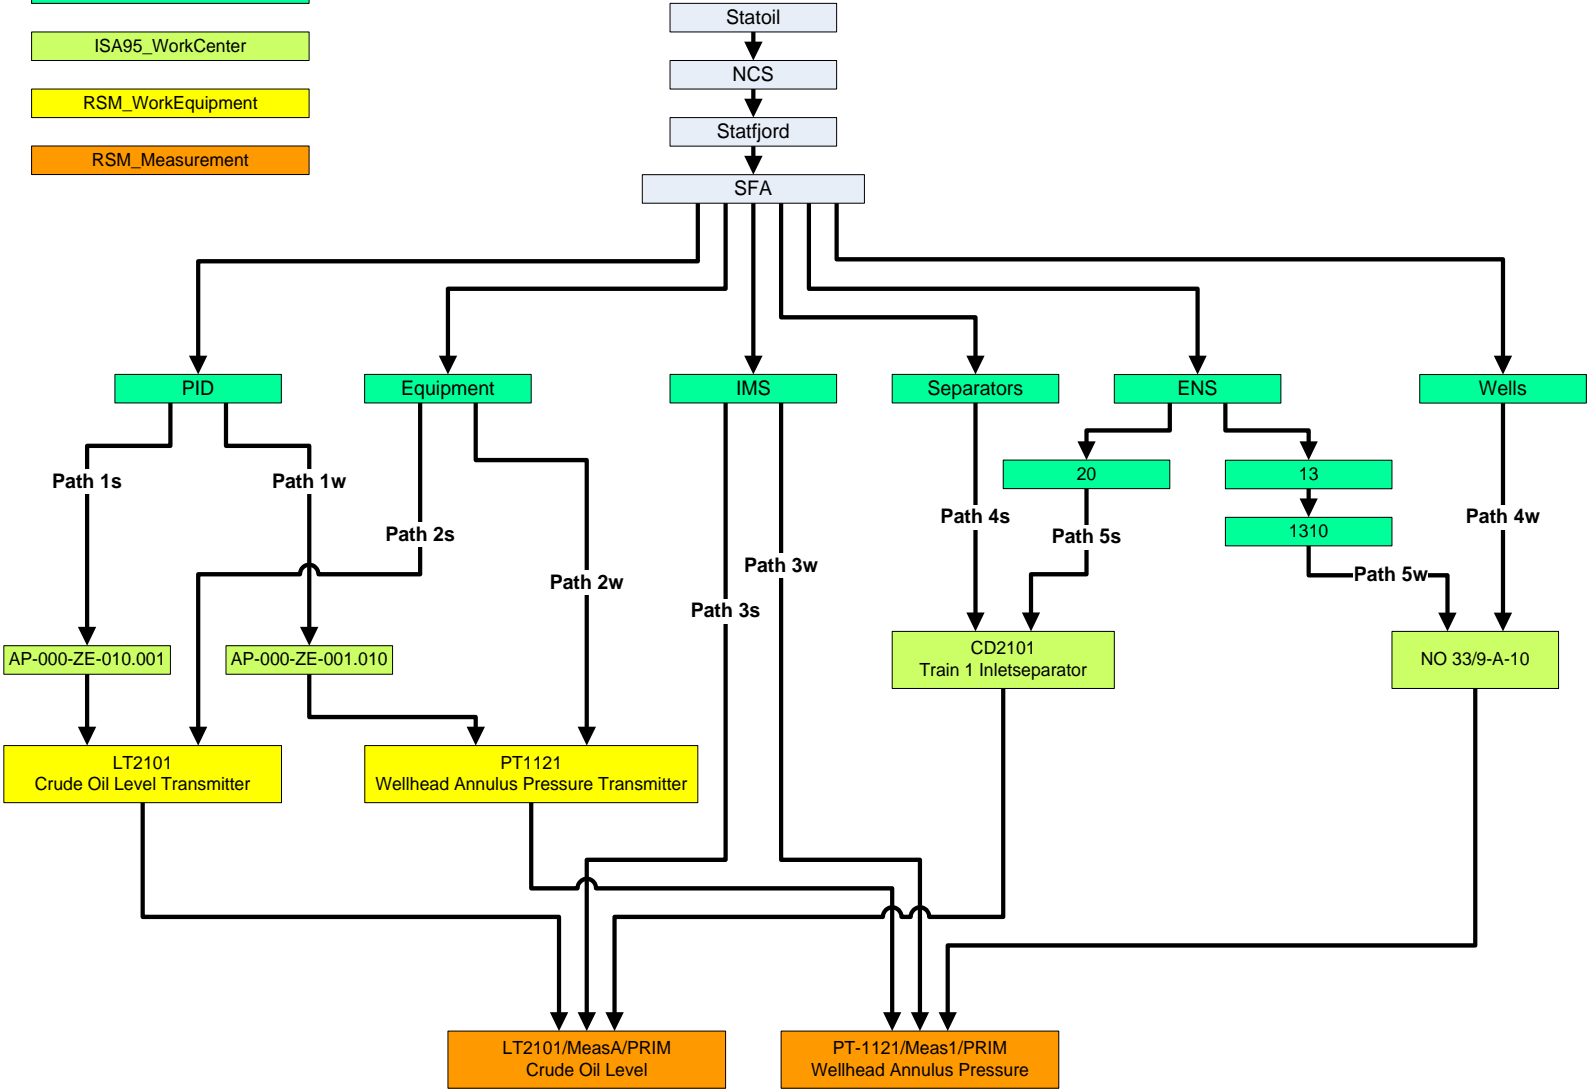 Statoil
ISA95_WorkCenter
NCS
RSM_WorkEquipment
Statfjord
RSM_Measurement
SFA
PID
Equipment
IMS
Separators
ENS
Wells
20
13
Path 1s
Path 1w
Path 4s
Path 4w
Path 2s
Path 5s
1310
Path 3w
Path 5w
Path 2w
Path 3s
AP-000-ZE-010.001
AP-000-ZE-001.010
CD2101
Train 1 Inletseparator
NO 33/9-A-10
LT2101
Crude Oil Level Transmitter
PT1121
Wellhead Annulus Pressure Transmitter
LT2101/MeasA/PRIM
Crude Oil Level
PT-1121/Meas1/PRIM
Wellhead Annulus Pressure